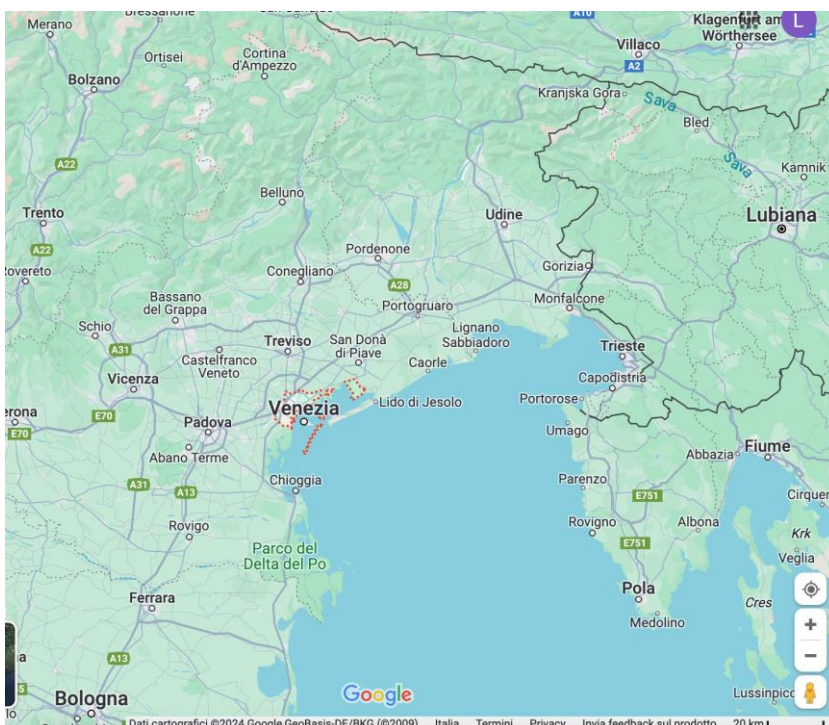 Bressanone
Merano
Ortisei
Cortina
d'Ampezzo
Bolzano
A10
Klagenfurt am
Wörthersee
L
Villaco
A2
Kranjska Gora
Sava
Bled
Sava
Kamnik
A22
Belluno
Trento
Udine
Lubiana
A22
Pordenone
Rovereto
Conegliano
Gorizia
A28
Bassano
del Grappa
Portogruaro
Monfalcone
Schio
Treviso
San Donà
di Piave
Lignano
Sabbiadoro
Trieste
A31
Castelfranco
Veneto
Caorle
Capodistria
Vicenza
Venezia
Lido di Jesolo
Portorose
erona
E70
E70
Padova
Umago
Abano Terme
Abbazia
Fiume
Chioggia
A31
A13
Parenzo
E751
Cirquen
Rovigo
Rovigno
Albona
Krk
E751
Veglia
Parco del
Delta del Po
Ferrara
Pola
Cres
Medolino
A13
Bologna
Google
Lussinpicc
Dati cartografici ©2024 Google GeoBasis-DE/BKG (©2009) Italia Termini Privacy Invia feedback sul prodotto 20 km